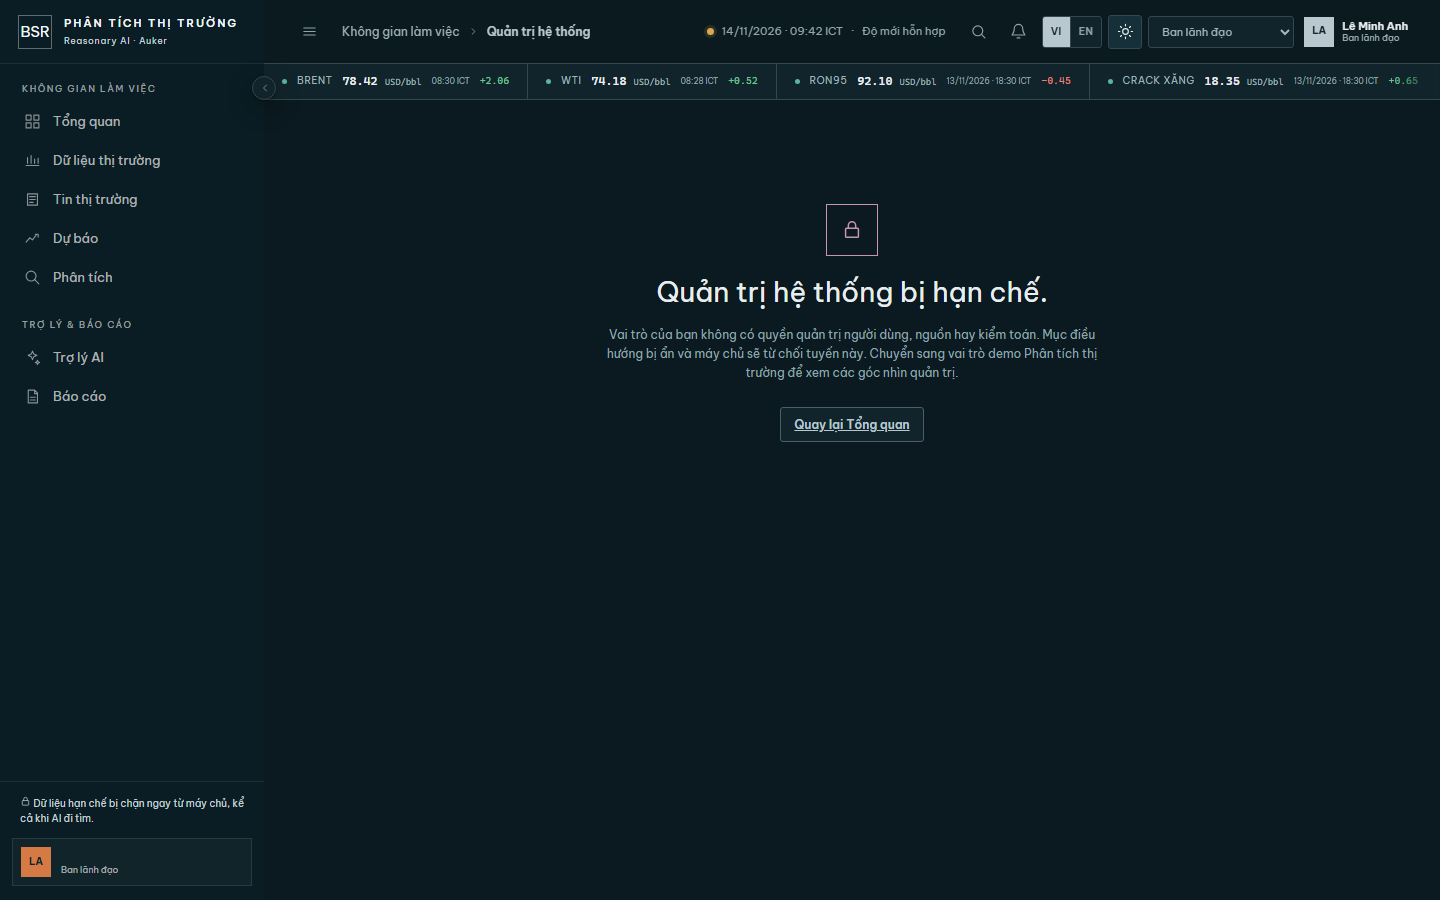 BSR
PHÂN TÍCH THỊ TRƯỜNG
Reasonary AI · Auker
Không gian làm việc › Quản trị hệ thống
14/11/2026 · 09:42 ICT · Độ mới hỗn hợp
VI EN
Ban lãnh đạo
LA
Lê Minh Anh
Ban lãnh đạo
BRENT 78.42 USD/bbl 08:30 ICT +2.06
WTI 74.18 USD/bbl 08:28 ICT +0.52
RON95 92.10 USD/bbl 13/11/2026 · 18:30 ICT −0.45
CRACK XĂNG 18.35 USD/bbl 13/11/2026 · 18:30 ICT +0.65
KHÔNG GIAN LÀM VIỆC
Tổng quan
Dữ liệu thị trường
Tin thị trường
Dự báo
Phân tích
TRỢ LÝ & BÁO CÁO
Trợ lý AI
Báo cáo
Quản trị hệ thống bị hạn chế.
Vai trò của bạn không có quyền quản trị người dùng, nguồn hay kiểm toán. Mục điều
hướng bị ẩn và máy chủ sẽ từ chối tuyến này. Chuyển sang vai trò demo Phân tích thị
trường để xem các góc nhìn quản trị.
Quay lại Tổng quan
Dữ liệu hạn chế bị chặn ngay từ máy chủ, kể
cả khi AI đi tìm.
LA
Ban lãnh đạo